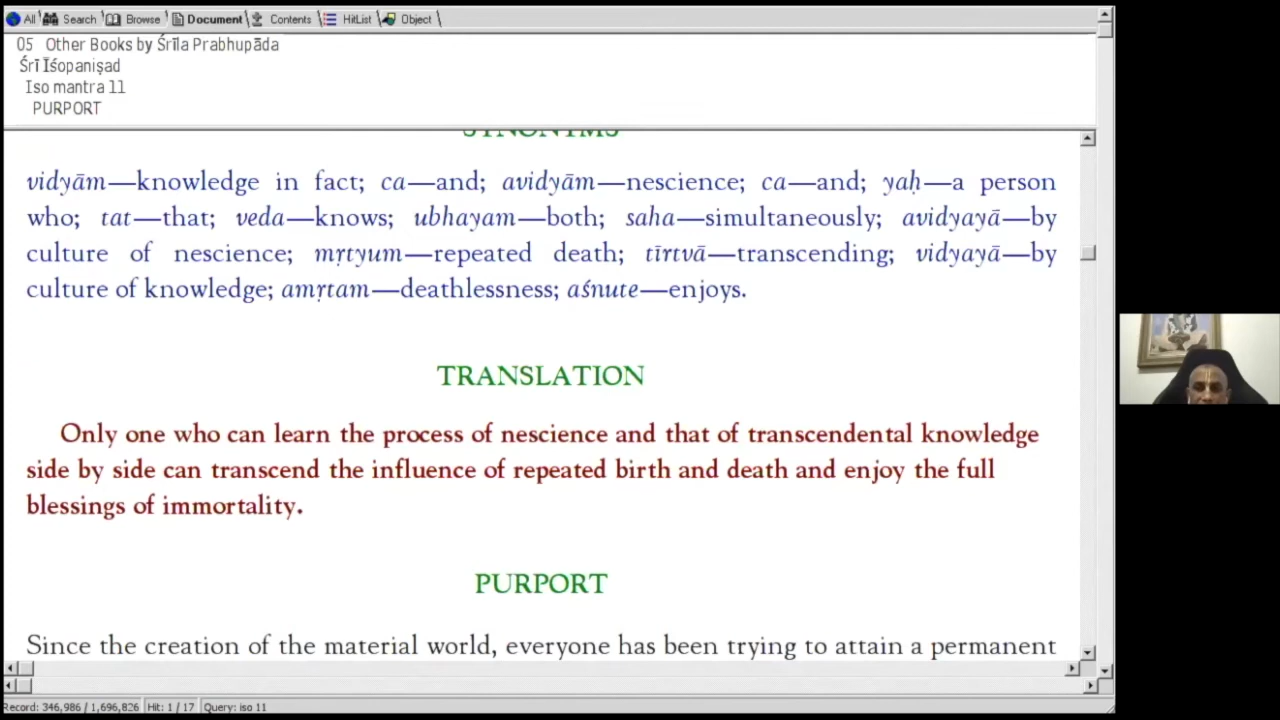 All Search Browse Document Contents HitList Object
05 Other Books by Śrīla Prabhupāda
Śrī Īśopaniṣad
Iso mantra 11
PURPORT
SYNONYMS
vidyām—knowledge in fact; ca—and; avidyām—nescience; ca—and; yaḥ—a person
who; tat—that; veda—knows; ubhayam—both; saha—simultaneously; avidyayā—by
culture of nescience; mṛtyum—repeated death; tīrtvā—transcending; vidyayā—by
culture of knowledge; amṛtam—deathlessness; aśnute—enjoys.
TRANSLATION
Only one who can learn the process of nescience and that of transcendental knowledge
side by side can transcend the influence of repeated birth and death and enjoy the full
blessings of immortality.
PURPORT
Since the creation of the material world, everyone has been trying to attain a permanent
Record: 346,986 / 1,696,826 Hit: 1 / 17 Query: iso 11